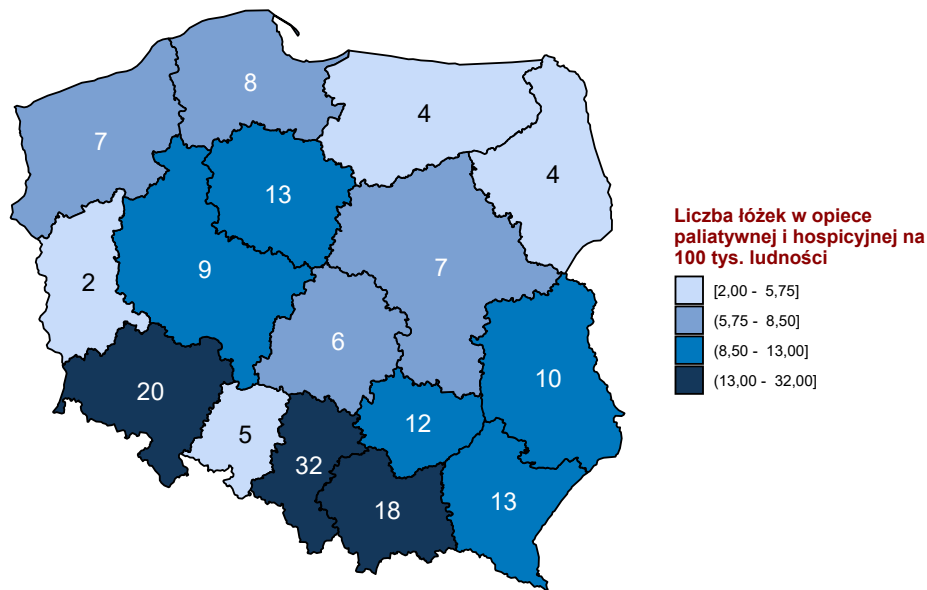 8
4
7
4
13
9
7
2
6
10
20
12
5
32
18
13
Liczba łóżek w opiece
paliatywnej i hospicyjnej na
100 tys. ludności
[2,00 - 5,75]
(5,75 - 8,50]
(8,50 - 13,00]
(13,00 - 32,00]